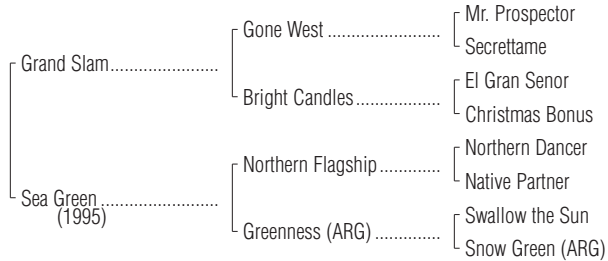 Mr. Prospector
Gone West ....................
Secrettame
Grand Slam.......................
El Gran Senor
Bright Candles.................
Christmas Bonus
Northern Dancer
Northern Flagship............
Native Partner
Sea Green .........................
(1995)
Swallow the Sun
Greenness (ARG) .............
Snow Green (ARG)